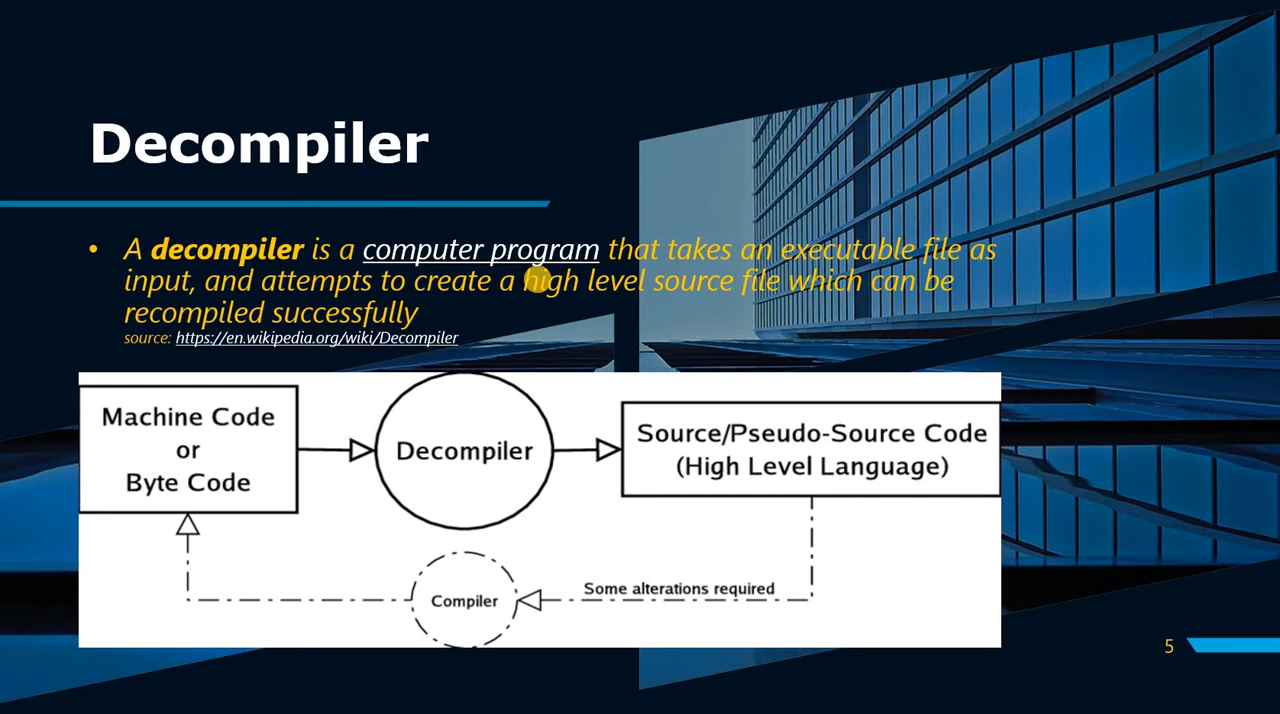 Decompiler
• A decompiler is a computer program that takes an executable file as
input, and attempts to create a high level source file which can be
recompiled successfully
source: https://en.wikipedia.org/wiki/Decompiler
Machine Code
or
Byte Code
Decompiler
Source/Pseudo-Source Code
(High Level Language)
Some alterations required
Compiler
5